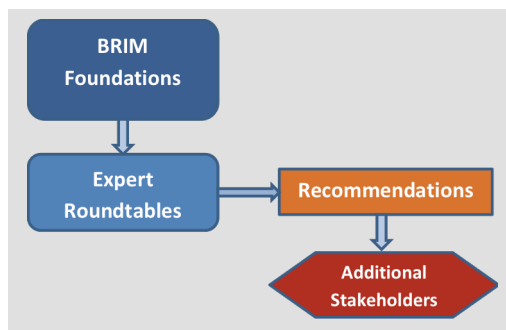 BRIM
Foundations
Expert
Roundtables
Recommendations
Additional
Stakeholders